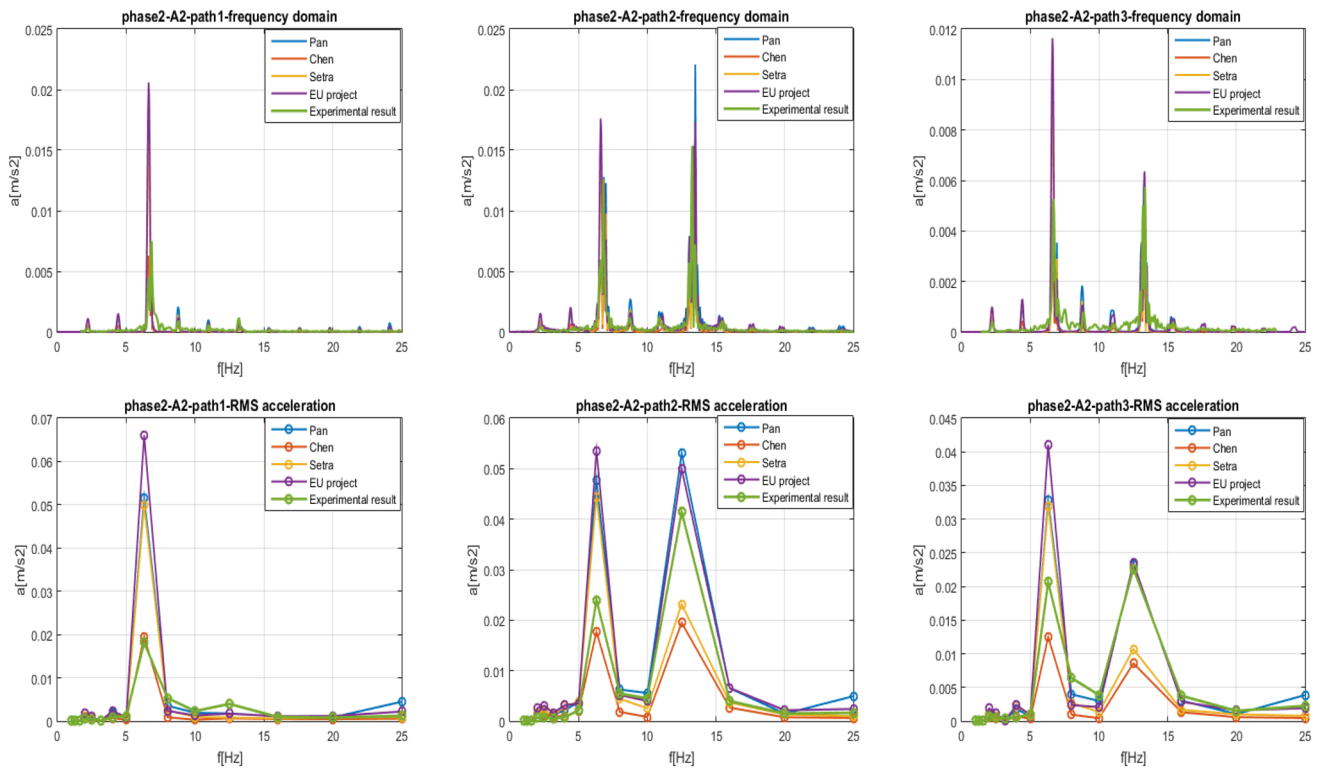 phase2-A2-path1-frequency domain
0.025
0.02
0.015
0.01
0.005
0
a[m/s2]
0 5 10 15 20 25
f[Hz]
Pan
Chen
Setra
EU project
Experimental result
phase2-A2-path2-frequency domain
0.025
0.02
0.015
0.01
0.005
0
a[m/s2]
0 5 10 15 20 25
f[Hz]
Pan
Chen
Setra
EU project
Experimental result
phase2-A2-path3-frequency domain
0.012
0.01
0.008
0.006
0.004
0.002
0
a[m/s2]
0 5 10 15 20 25
f[Hz]
Pan
Chen
Setra
EU project
Experimental result
phase2-A2-path1-RMS acceleration
0.07
0.06
0.05
0.04
0.03
0.02
0.01
0
a[m/s2]
0 5 10 15 20 25
f[Hz]
Pan
Chen
Setra
EU project
Experimental result
phase2-A2-path2-RMS acceleration
0.06
0.05
0.04
0.03
0.02
0.01
0
a[m/s2]
0 5 10 15 20 25
f[Hz]
Pan
Chen
Setra
EU project
Experimental result
phase2-A2-path3-RMS acceleration
0.045
0.04
0.035
0.03
0.025
0.02
0.015
0.01
0.005
0
a[m/s2]
0 5 10 15 20 25
f[Hz]
Pan
Chen
Setra
EU project
Experimental result